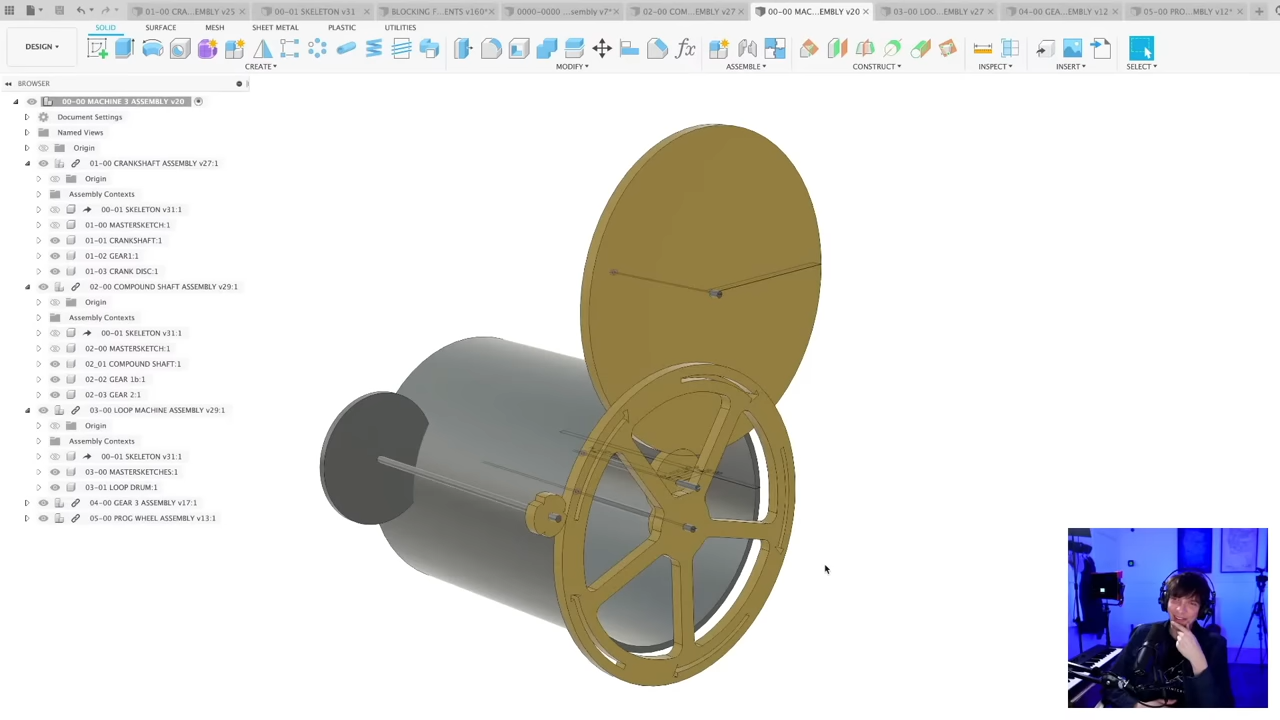 01-00 CRA...EMBLY v25
00-01 SKELETON v31
BLOCKING F...ENTS v160*
0000-0000 ...sembly v7*
02-00 COM...EMBLY v27
00-00 MAC...EMBLY v20
03-00 LOO...EMBLY v27
04-00 GEA...EMBLY v12
05-00 PRO...MBLY v12*
SOLID
SURFACE
MESH
SHEET METAL
PLASTIC
UTILITIES
DESIGN
CREATE
MODIFY
ASSEMBLE
CONSTRUCT
INSPECT
INSERT
SELECT
BROWSER
00-00 MACHINE 3 ASSEMBLY v20
Document Settings
Named Views
Origin
01-00 CRANKSHAFT ASSEMBLY v27:1
Origin
Assembly Contexts
00-01 SKELETON v31:1
01-00 MASTERSKETCH:1
01-01 CRANKSHAFT:1
01-02 GEAR1:1
01-03 CRANK DISC:1
02-00 COMPOUND SHAFT ASSEMBLY v29:1
Origin
Assembly Contexts
00-01 SKELETON v31:1
02-00 MASTERSKETCH:1
02_01 COMPOUND SHAFT:1
02-02 GEAR 1b:1
02-03 GEAR 2:1
03-00 LOOP MACHINE ASSEMBLY v29:1
Origin
Assembly Contexts
00-01 SKELETON v31:1
03-00 MASTERSKETCHES:1
03-01 LOOP DRUM:1
04-00 GEAR 3 ASSEMBLY v17:1
05-00 PROG WHEEL ASSEMBLY v13:1